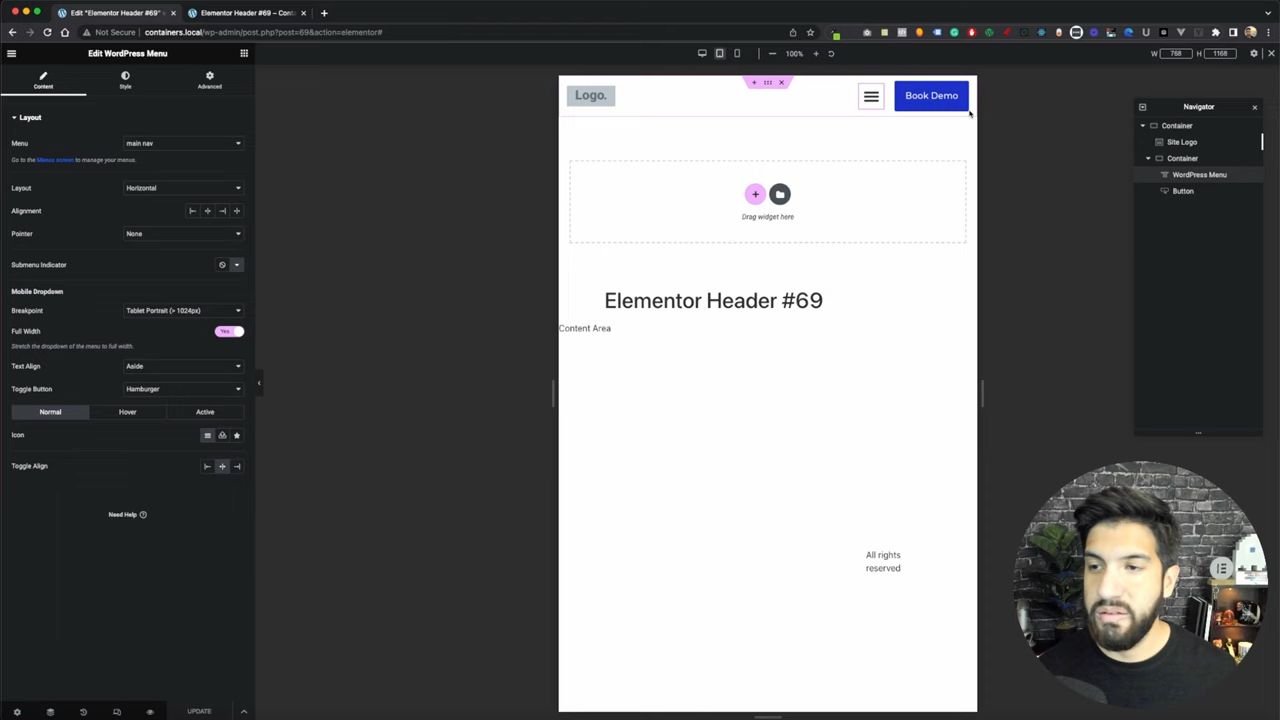 Edit "Elementor Header #69" ×
Elementor Header #69 – Cont ×
Not Secure containers.local/wp-admin/post.php?post=69&action=elementor#
Edit WordPress Menu
100%
W 768 H 1168
Content Style Advanced
Layout
Menu main nav
Go to the Menus screen to manage your menus.
Layout Horizontal
Alignment
Pointer None
Submenu Indicator
Mobile Dropdown
Breakpoint Tablet Portrait (> 1024px)
Full Width Yes
Stretch the dropdown of the menu to full width.
Text Align Aside
Toggle Button Hamburger
Normal Hover Active
Icon
Toggle Align
Need Help
UPDATE
Logo.
Book Demo
Drag widget here
Elementor Header #69
Content Area
All rights
reserved
Navigator
Container
Site Logo
Container
WordPress Menu
Button